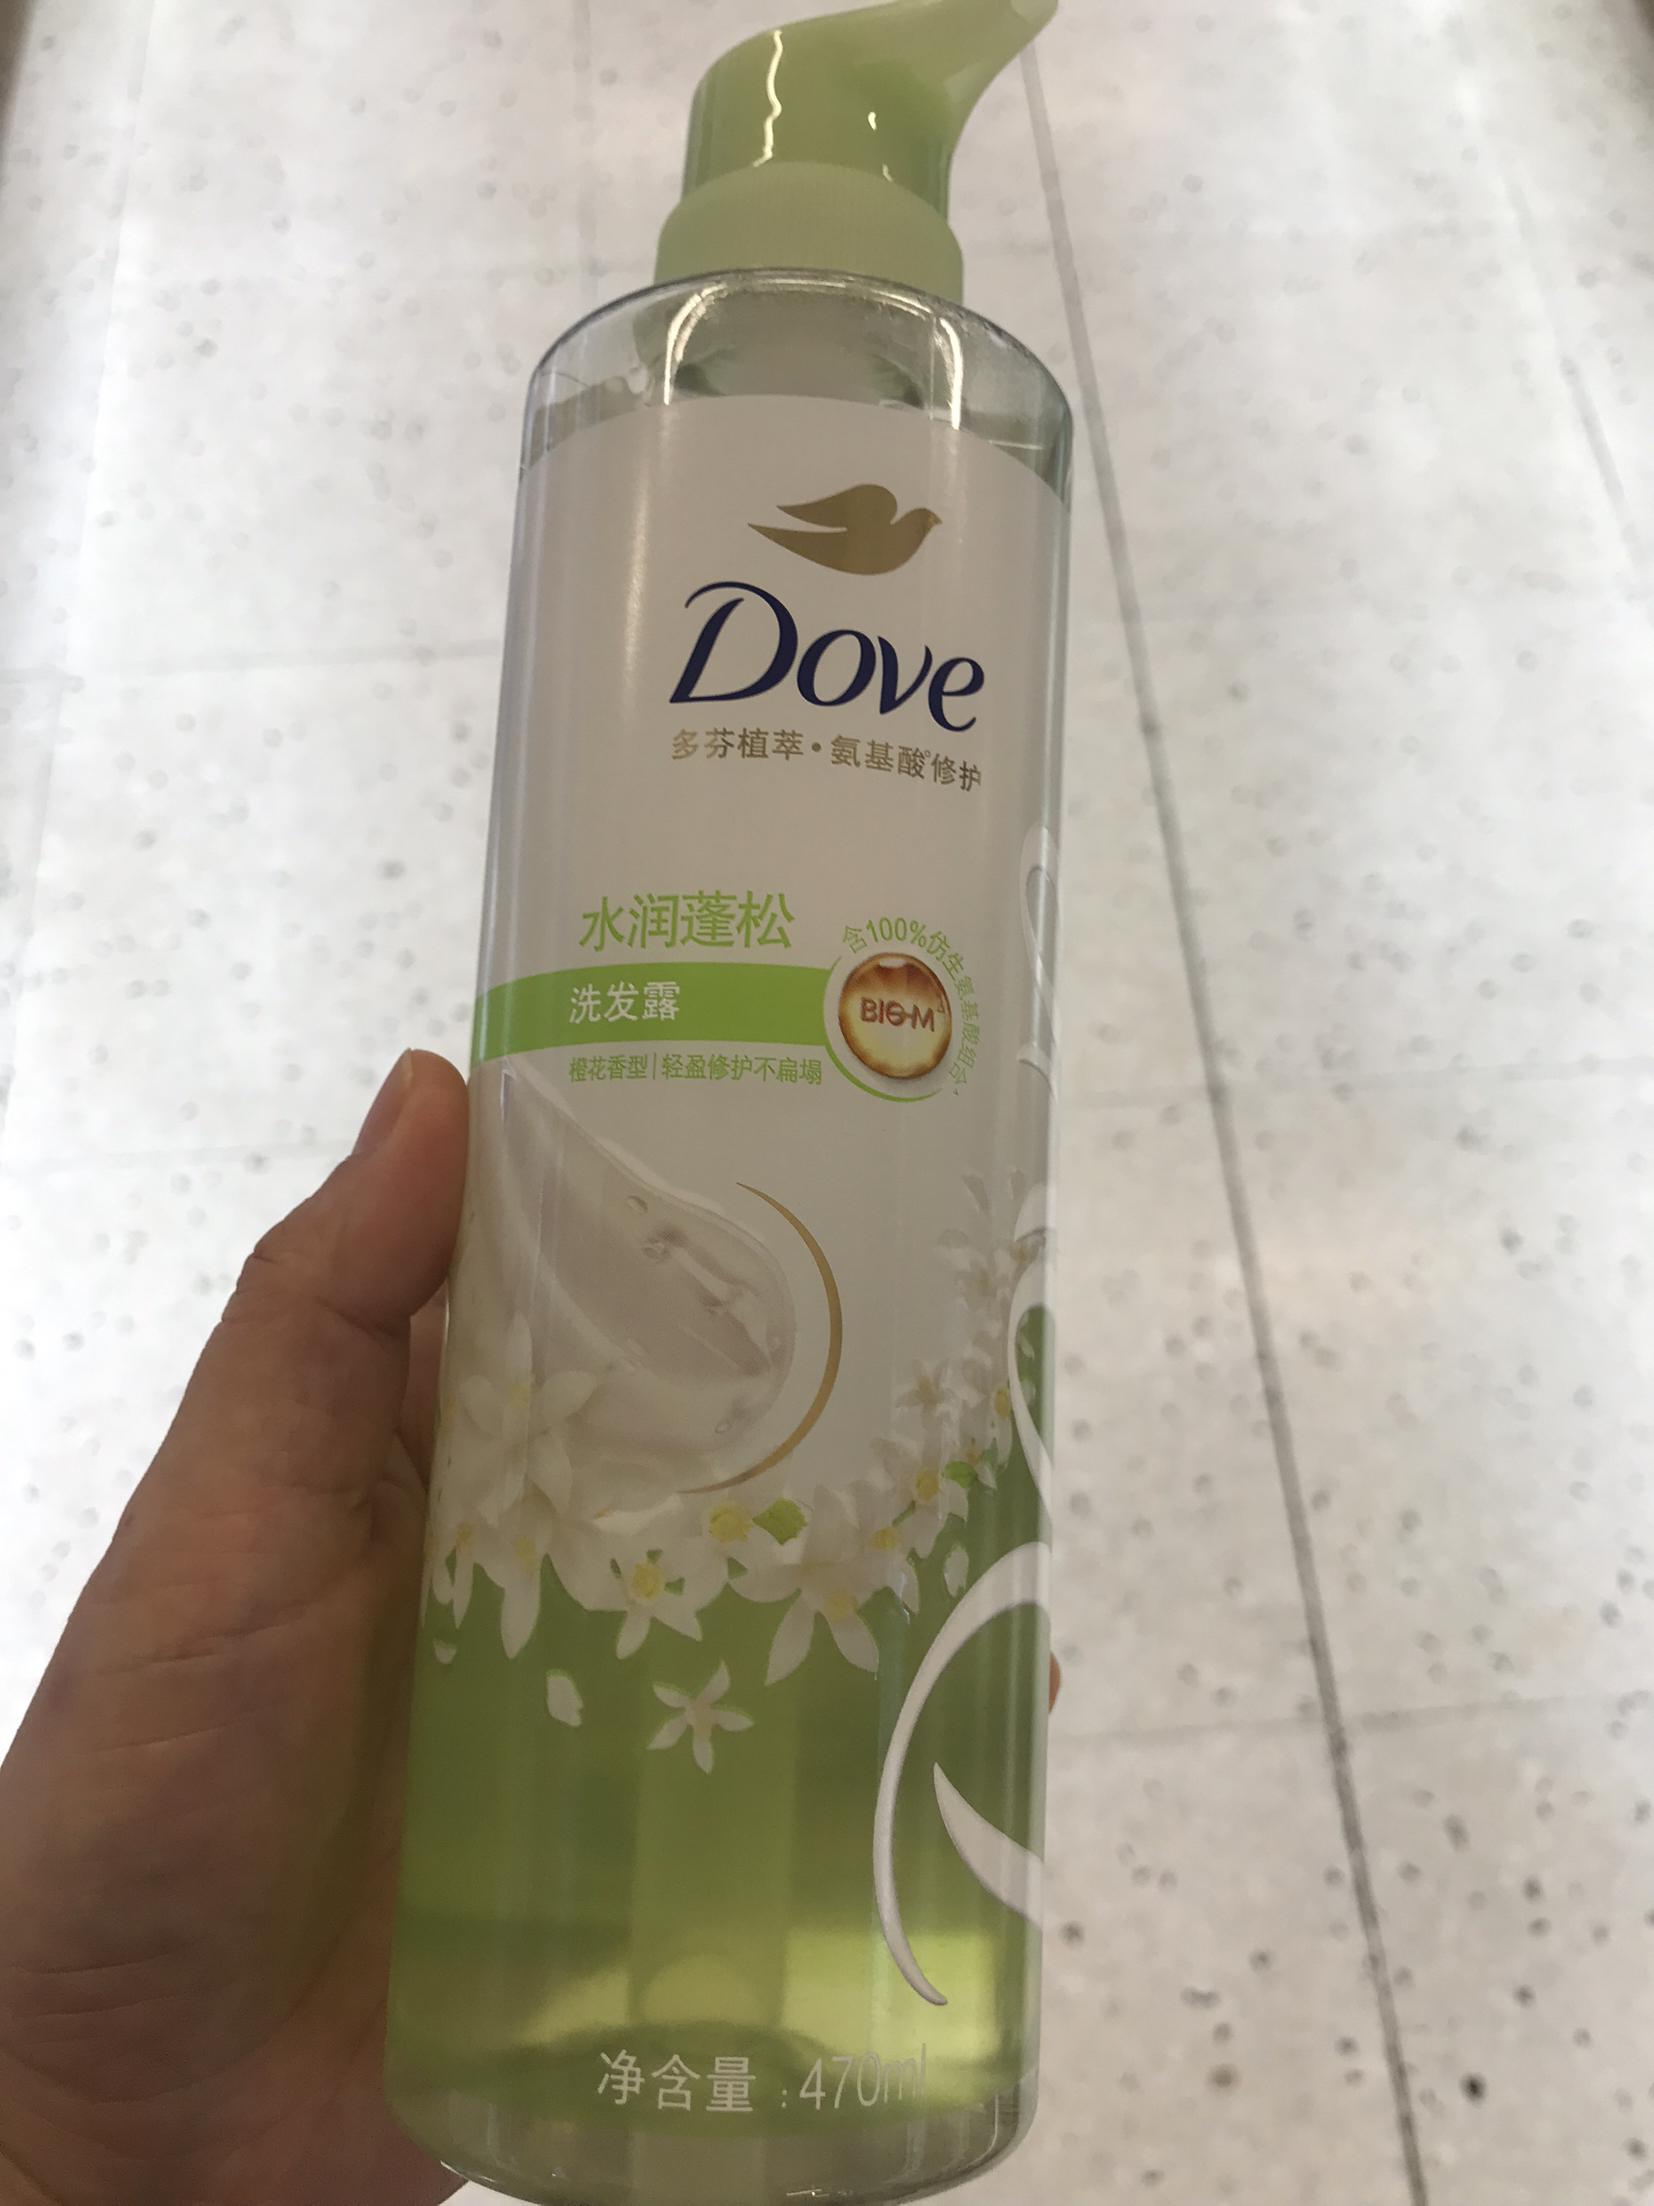 Dove
多芬植萃·氨基酸修护
水润蓬松
洗发露
含100%仿生氨基酸组合
BIO-M
橙花香型|轻盈修护不扁塌
净含量:470ml